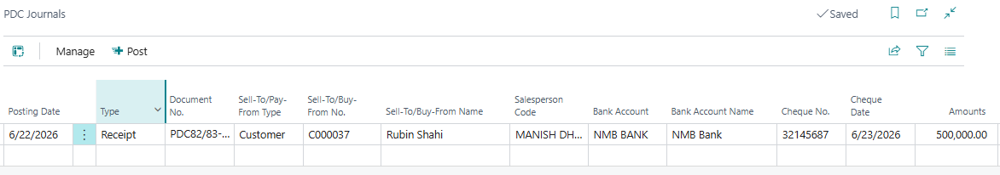 PDC Journals
Saved
Manage Post
Posting Date Type Document No. Sell-To/Pay-From Type Sell-To/Buy-From No. Sell-To/Buy-From Name Salesperson Code Bank Account Bank Account Name Cheque No. Cheque Date Amounts
6/22/2026 Receipt PDC82/83-... Customer C000037 Rubin Shahi MANISH DH... NMB BANK NMB Bank 32145687 6/23/2026 500,000.00